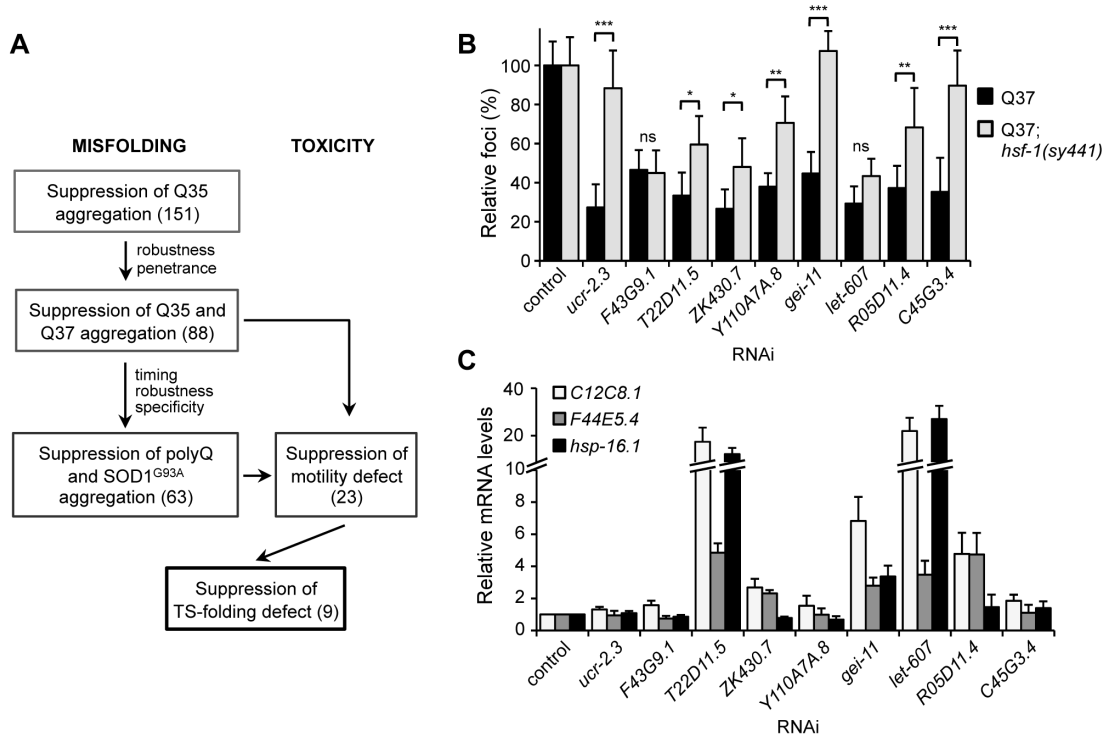 A
MISFOLDING
TOXICITY
Suppression of Q35
aggregation (151)
robustness
penetrance
Suppression of Q35 and
Q37 aggregation (88)
timing
robustness
specificity
Suppression of polyQ
and SOD1G93A
aggregation (63)
Suppression of
motility defect
(23)
Suppression of
TS-folding defect (9)
B
Relative foci (%)
100
80
60
40
20
0
***
ns
*
*
**
***
ns
**
***
Q37
Q37;
hsf-1(sy441)
control
ucr-2.3
F43G9.1
T22D11.5
ZK430.7
Y110A7A.8
gei-11
let-607
R05D11.4
C45G3.4
RNAi
C
Relative mRNA levels
40
20
10
8
6
4
2
0
C12C8.1
F44E5.4
hsp-16.1
control
ucr-2.3
F43G9.1
T22D11.5
ZK430.7
Y110A7A.8
gei-11
let-607
R05D11.4
C45G3.4
RNAi